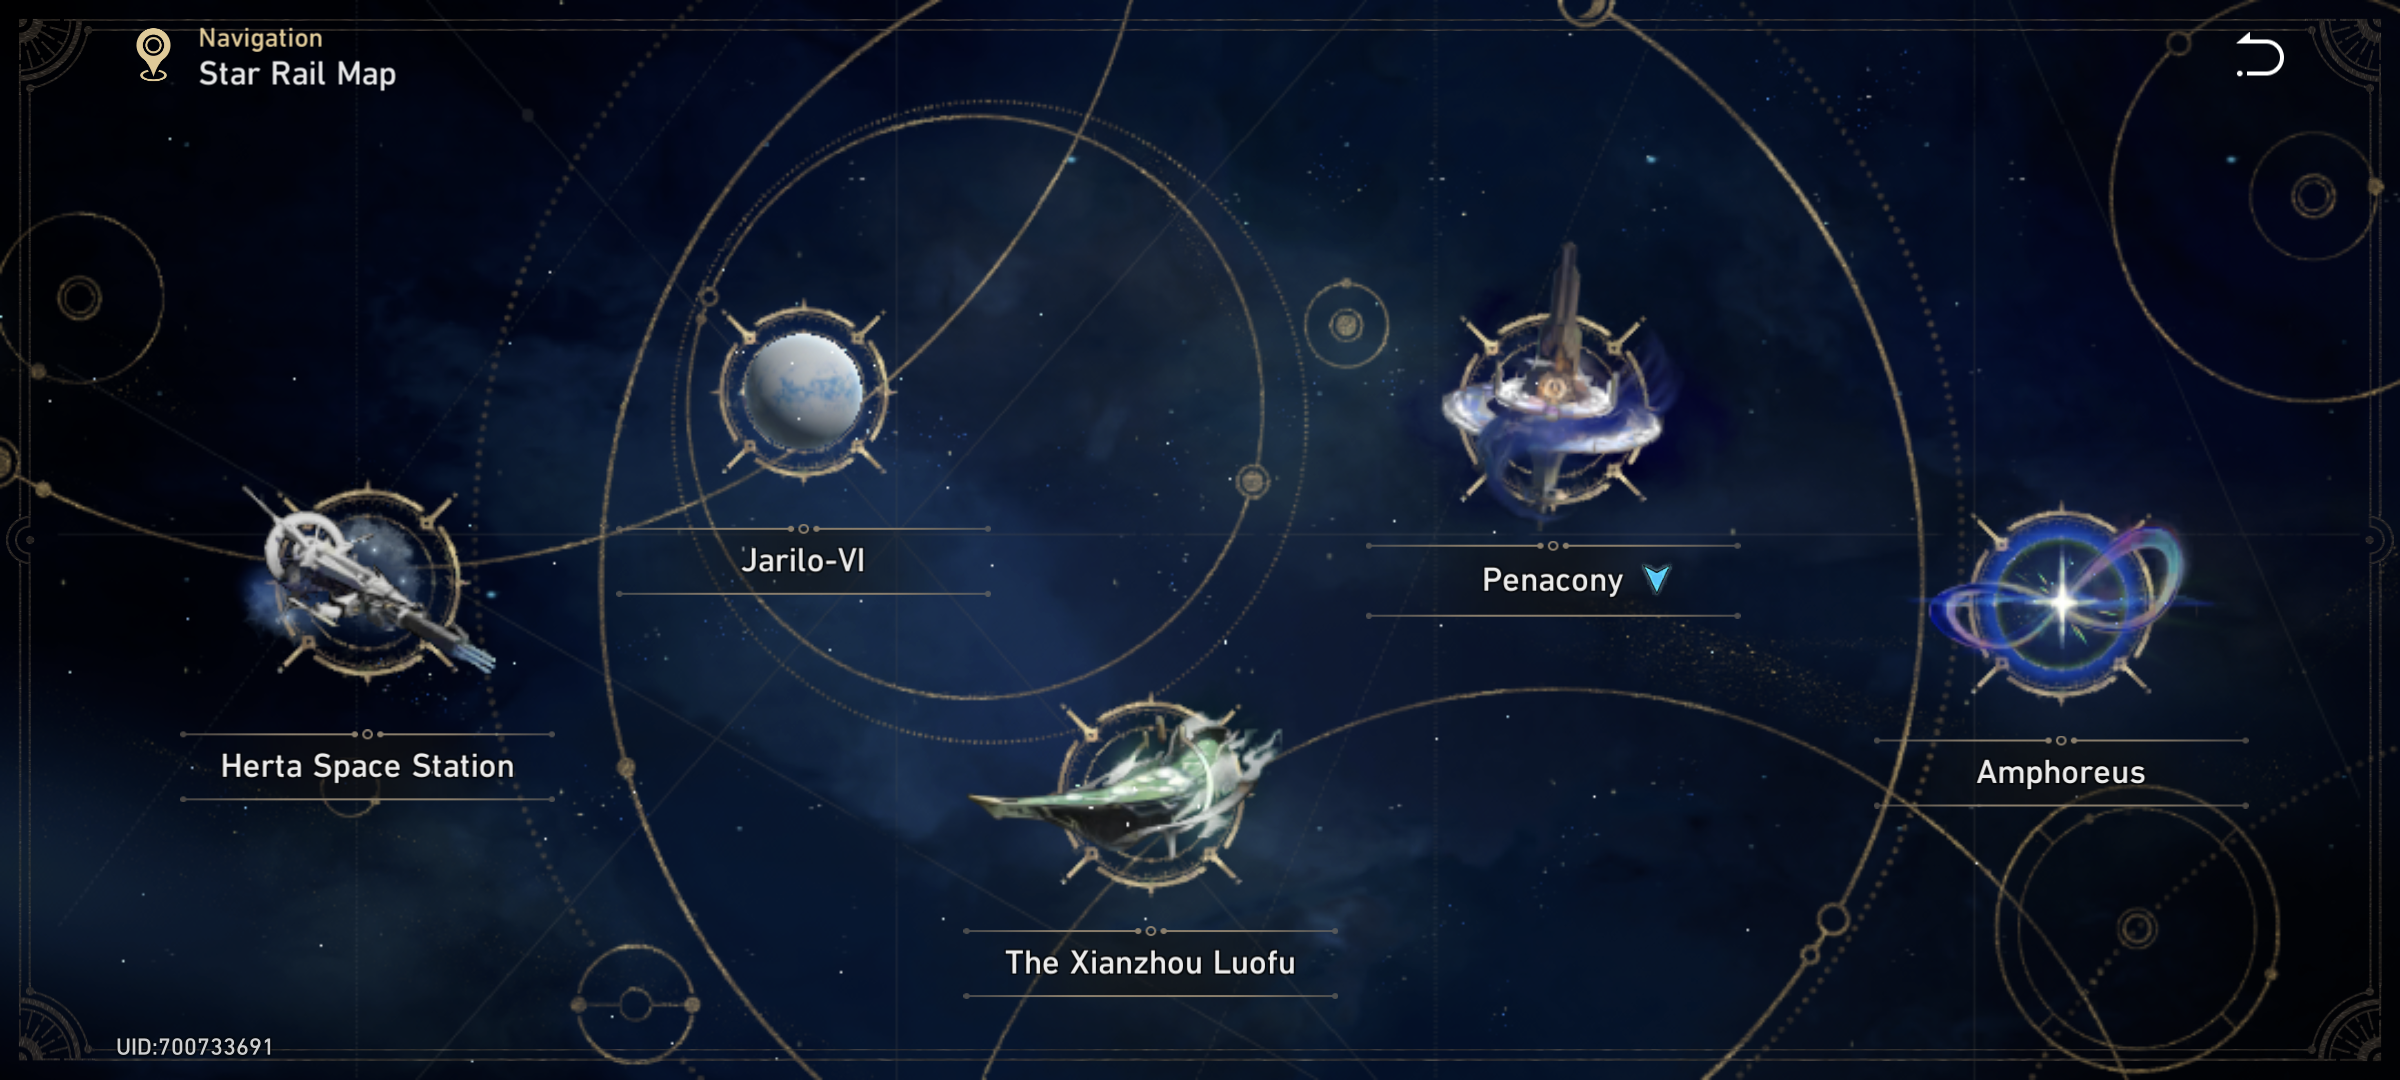 Navigation
Star Rail Map
Jarilo-VI
Penacony
Herta Space Station
Amphoreus
The Xianzhou Luofu
UID:700733691